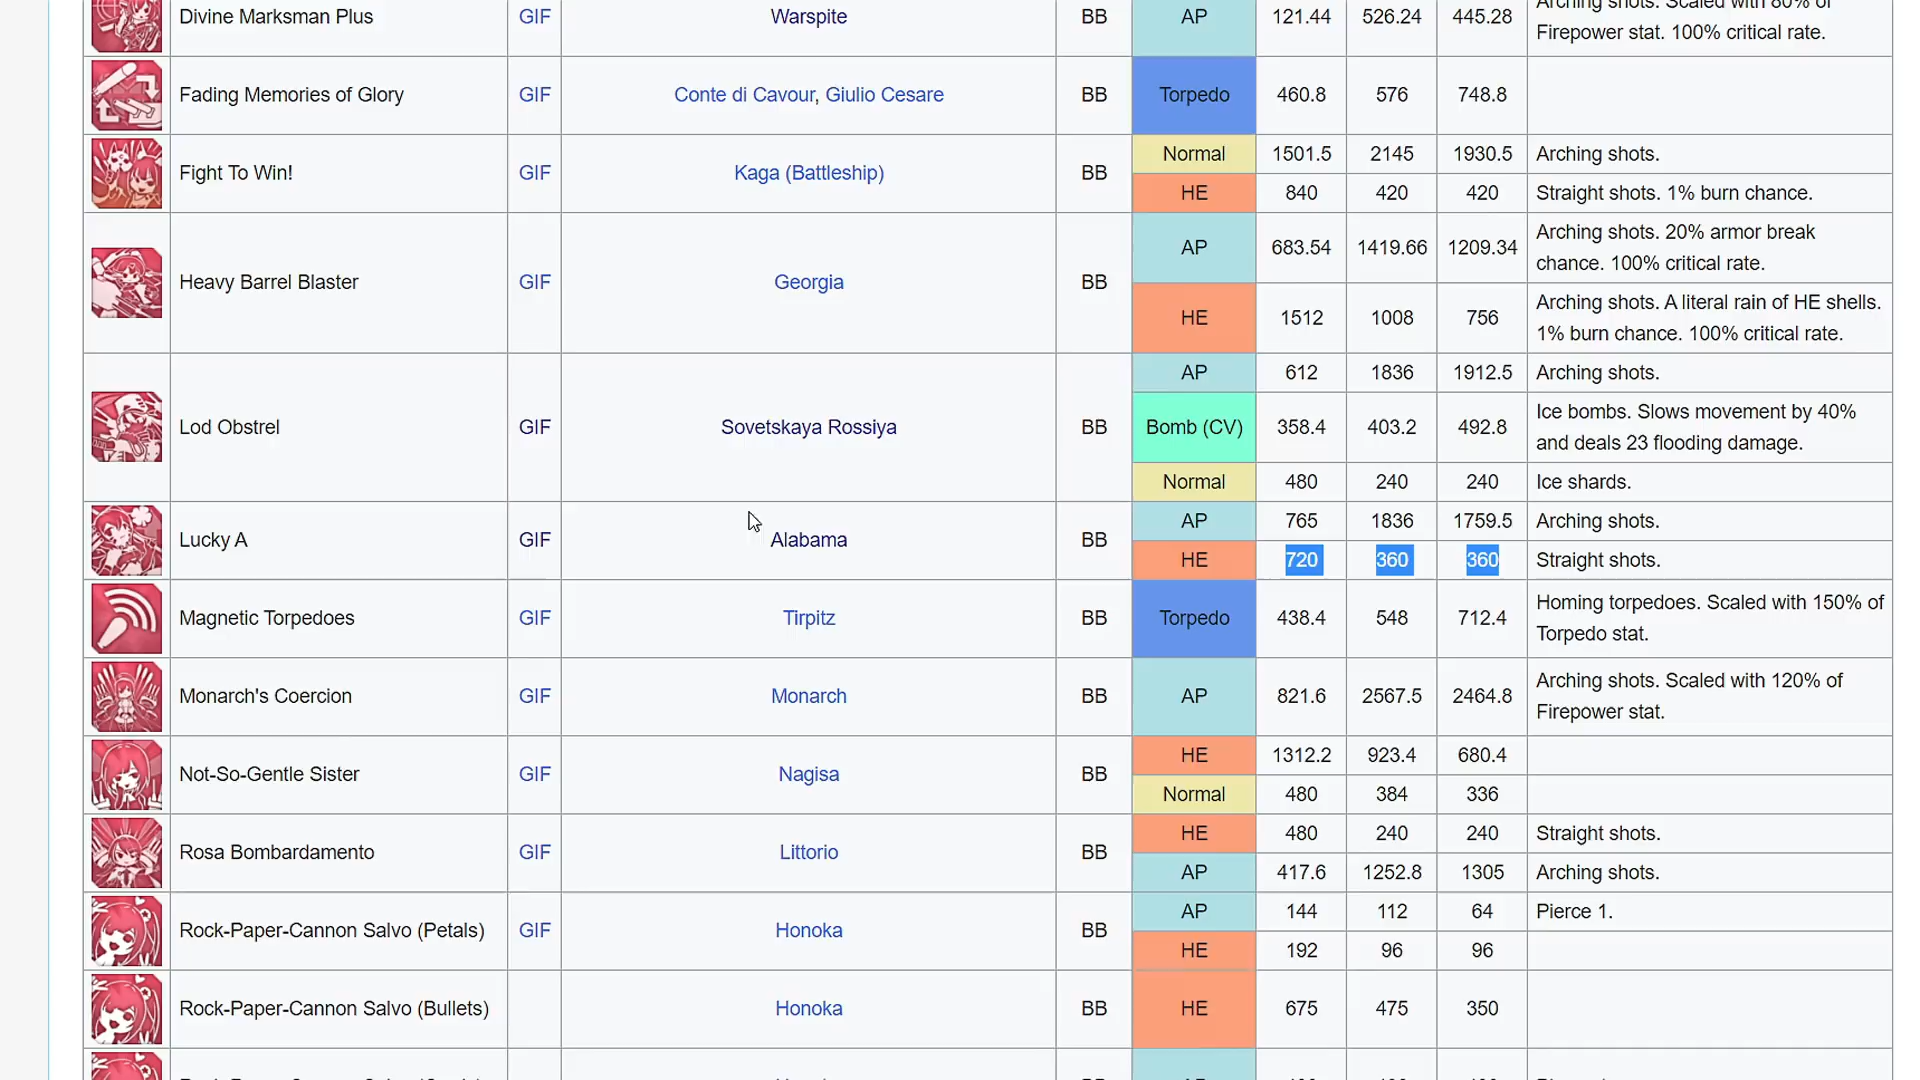 Divine Marksman Plus GIF Warspite BB AP 121.44 526.24 445.28 Arching shots. Scaled with 80% of
Firepower stat. 100% critical rate.
Fading Memories of Glory GIF Conte di Cavour, Giulio Cesare BB Torpedo 460.8 576 748.8
Fight To Win! GIF Kaga (Battleship) BB Normal 1501.5 2145 1930.5 Arching shots.
HE 840 420 420 Straight shots. 1% burn chance.
Heavy Barrel Blaster GIF Georgia BB AP 683.54 1419.66 1209.34 Arching shots. 20% armor break
chance. 100% critical rate.
HE 1512 1008 756 Arching shots. A literal rain of HE shells.
1% burn chance. 100% critical rate.
Lod Obstrel GIF Sovetskaya Rossiya BB AP 612 1836 1912.5 Arching shots.
Bomb (CV) 358.4 403.2 492.8 Ice bombs. Slows movement by 40%
and deals 23 flooding damage.
Normal 480 240 240 Ice shards.
Lucky A GIF Alabama BB AP 765 1836 1759.5 Arching shots.
HE 720 360 360 Straight shots.
Magnetic Torpedoes GIF Tirpitz BB Torpedo 438.4 548 712.4 Homing torpedoes. Scaled with 150% of
Torpedo stat.
Monarch's Coercion GIF Monarch BB AP 821.6 2567.5 2464.8 Arching shots. Scaled with 120% of
Firepower stat.
Not-So-Gentle Sister GIF Nagisa BB HE 1312.2 923.4 680.4
Normal 480 384 336
Rosa Bombardamento GIF Littorio BB HE 480 240 240 Straight shots.
AP 417.6 1252.8 1305 Arching shots.
Rock-Paper-Cannon Salvo (Petals) GIF Honoka BB AP 144 112 64 Pierce 1.
HE 192 96 96
Rock-Paper-Cannon Salvo (Bullets) Honoka BB HE 675 475 350